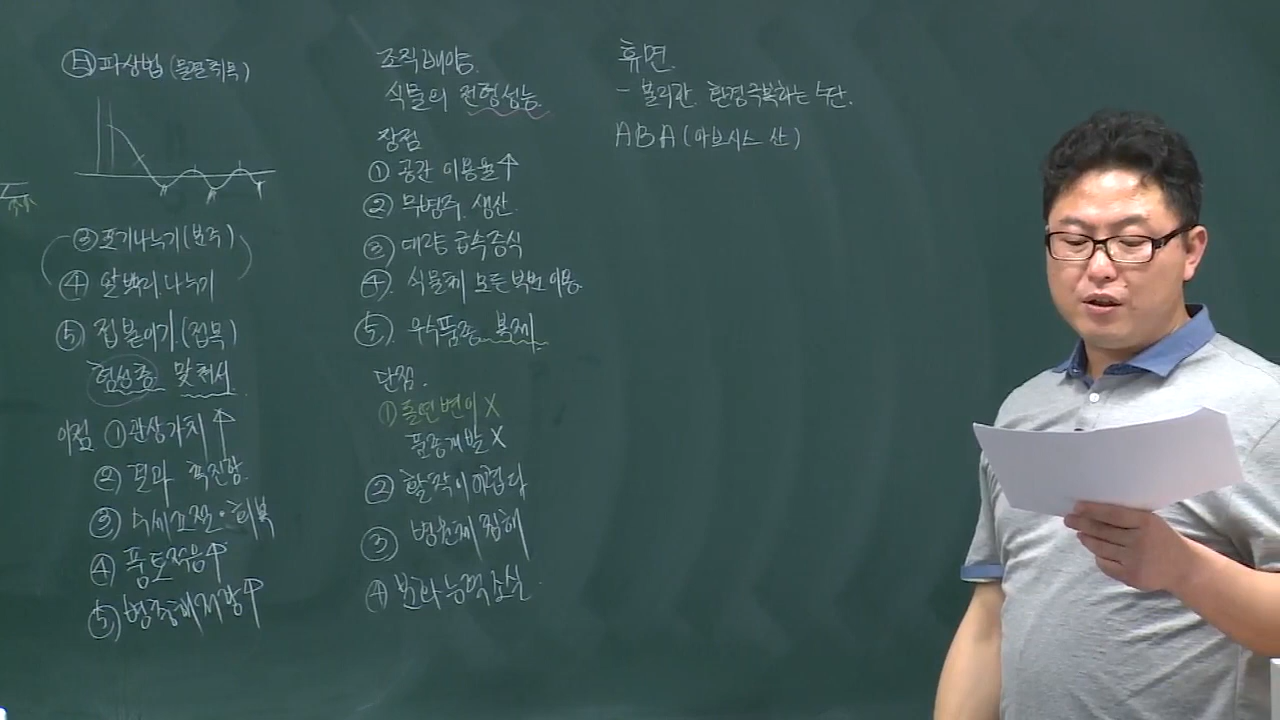 ㉳ 파상법 (물결취목)
③ 포기나누기 (분주)
④ 알뿌리 나누기
⑤ 접붙이기 (접목)
형성층 맞춰서
이점 ① 관상가치 ↑
② 결과 촉진함.
③ 수세 조절·회복
④ 풍토적응 ↑
⑤ 병충해저항 ↑
조직배양.
식물의 전형성능.
장점
① 공간 이용율 ↑
② 무병주 생산.
③ 대량 급속증식
④ 식물체 모든 부번 이용.
⑤ 우수품종 복제
단점.
① 돌연변이 X
품종개발 X
② 활착이 어렵다
③ 병원체 침해
④ 분화능력 소실.
휴면.
- 불리한 환경극복하는 수단.
ABA (아브시스 산)